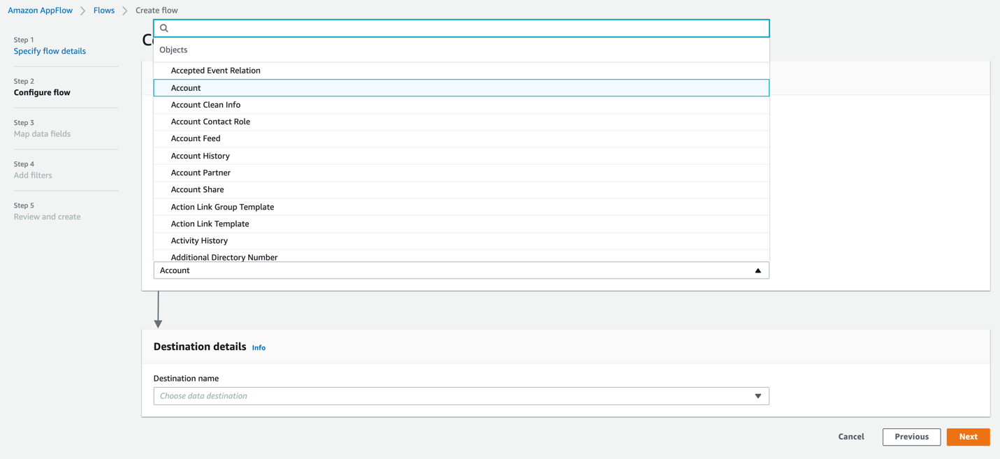 Amazon AppFlow > Flows > Create flow
Step 1
Specify flow details
Step 2
Configure flow
Step 3
Map data fields
Step 4
Add filters
Step 5
Review and create
Objects
Accepted Event Relation
Account
Account Clean Info
Account Contact Role
Account Feed
Account History
Account Partner
Account Share
Action Link Group Template
Action Link Template
Activity History
Additional Directory Number
Account
Destination details Info
Destination name
Choose data destination
Cancel Previous Next